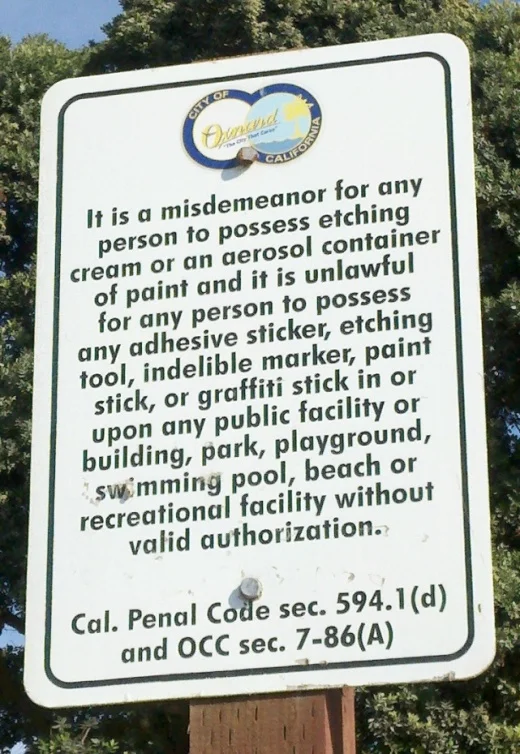 CITY OF
Oxnard
"The City That Cares"
CALIFORNIA
It is a misdemeanor for any
person to possess etching
cream or an aerosol container
of paint and it is unlawful
for any person to possess
any adhesive sticker, etching
tool, indelible marker, paint
stick, or graffiti stick in or
upon any public facility or
building, park, playground,
swimming pool, beach or
recreational facility without
valid authorization.
Cal. Penal Code sec. 594.1(d)
and OCC sec. 7-86(A)